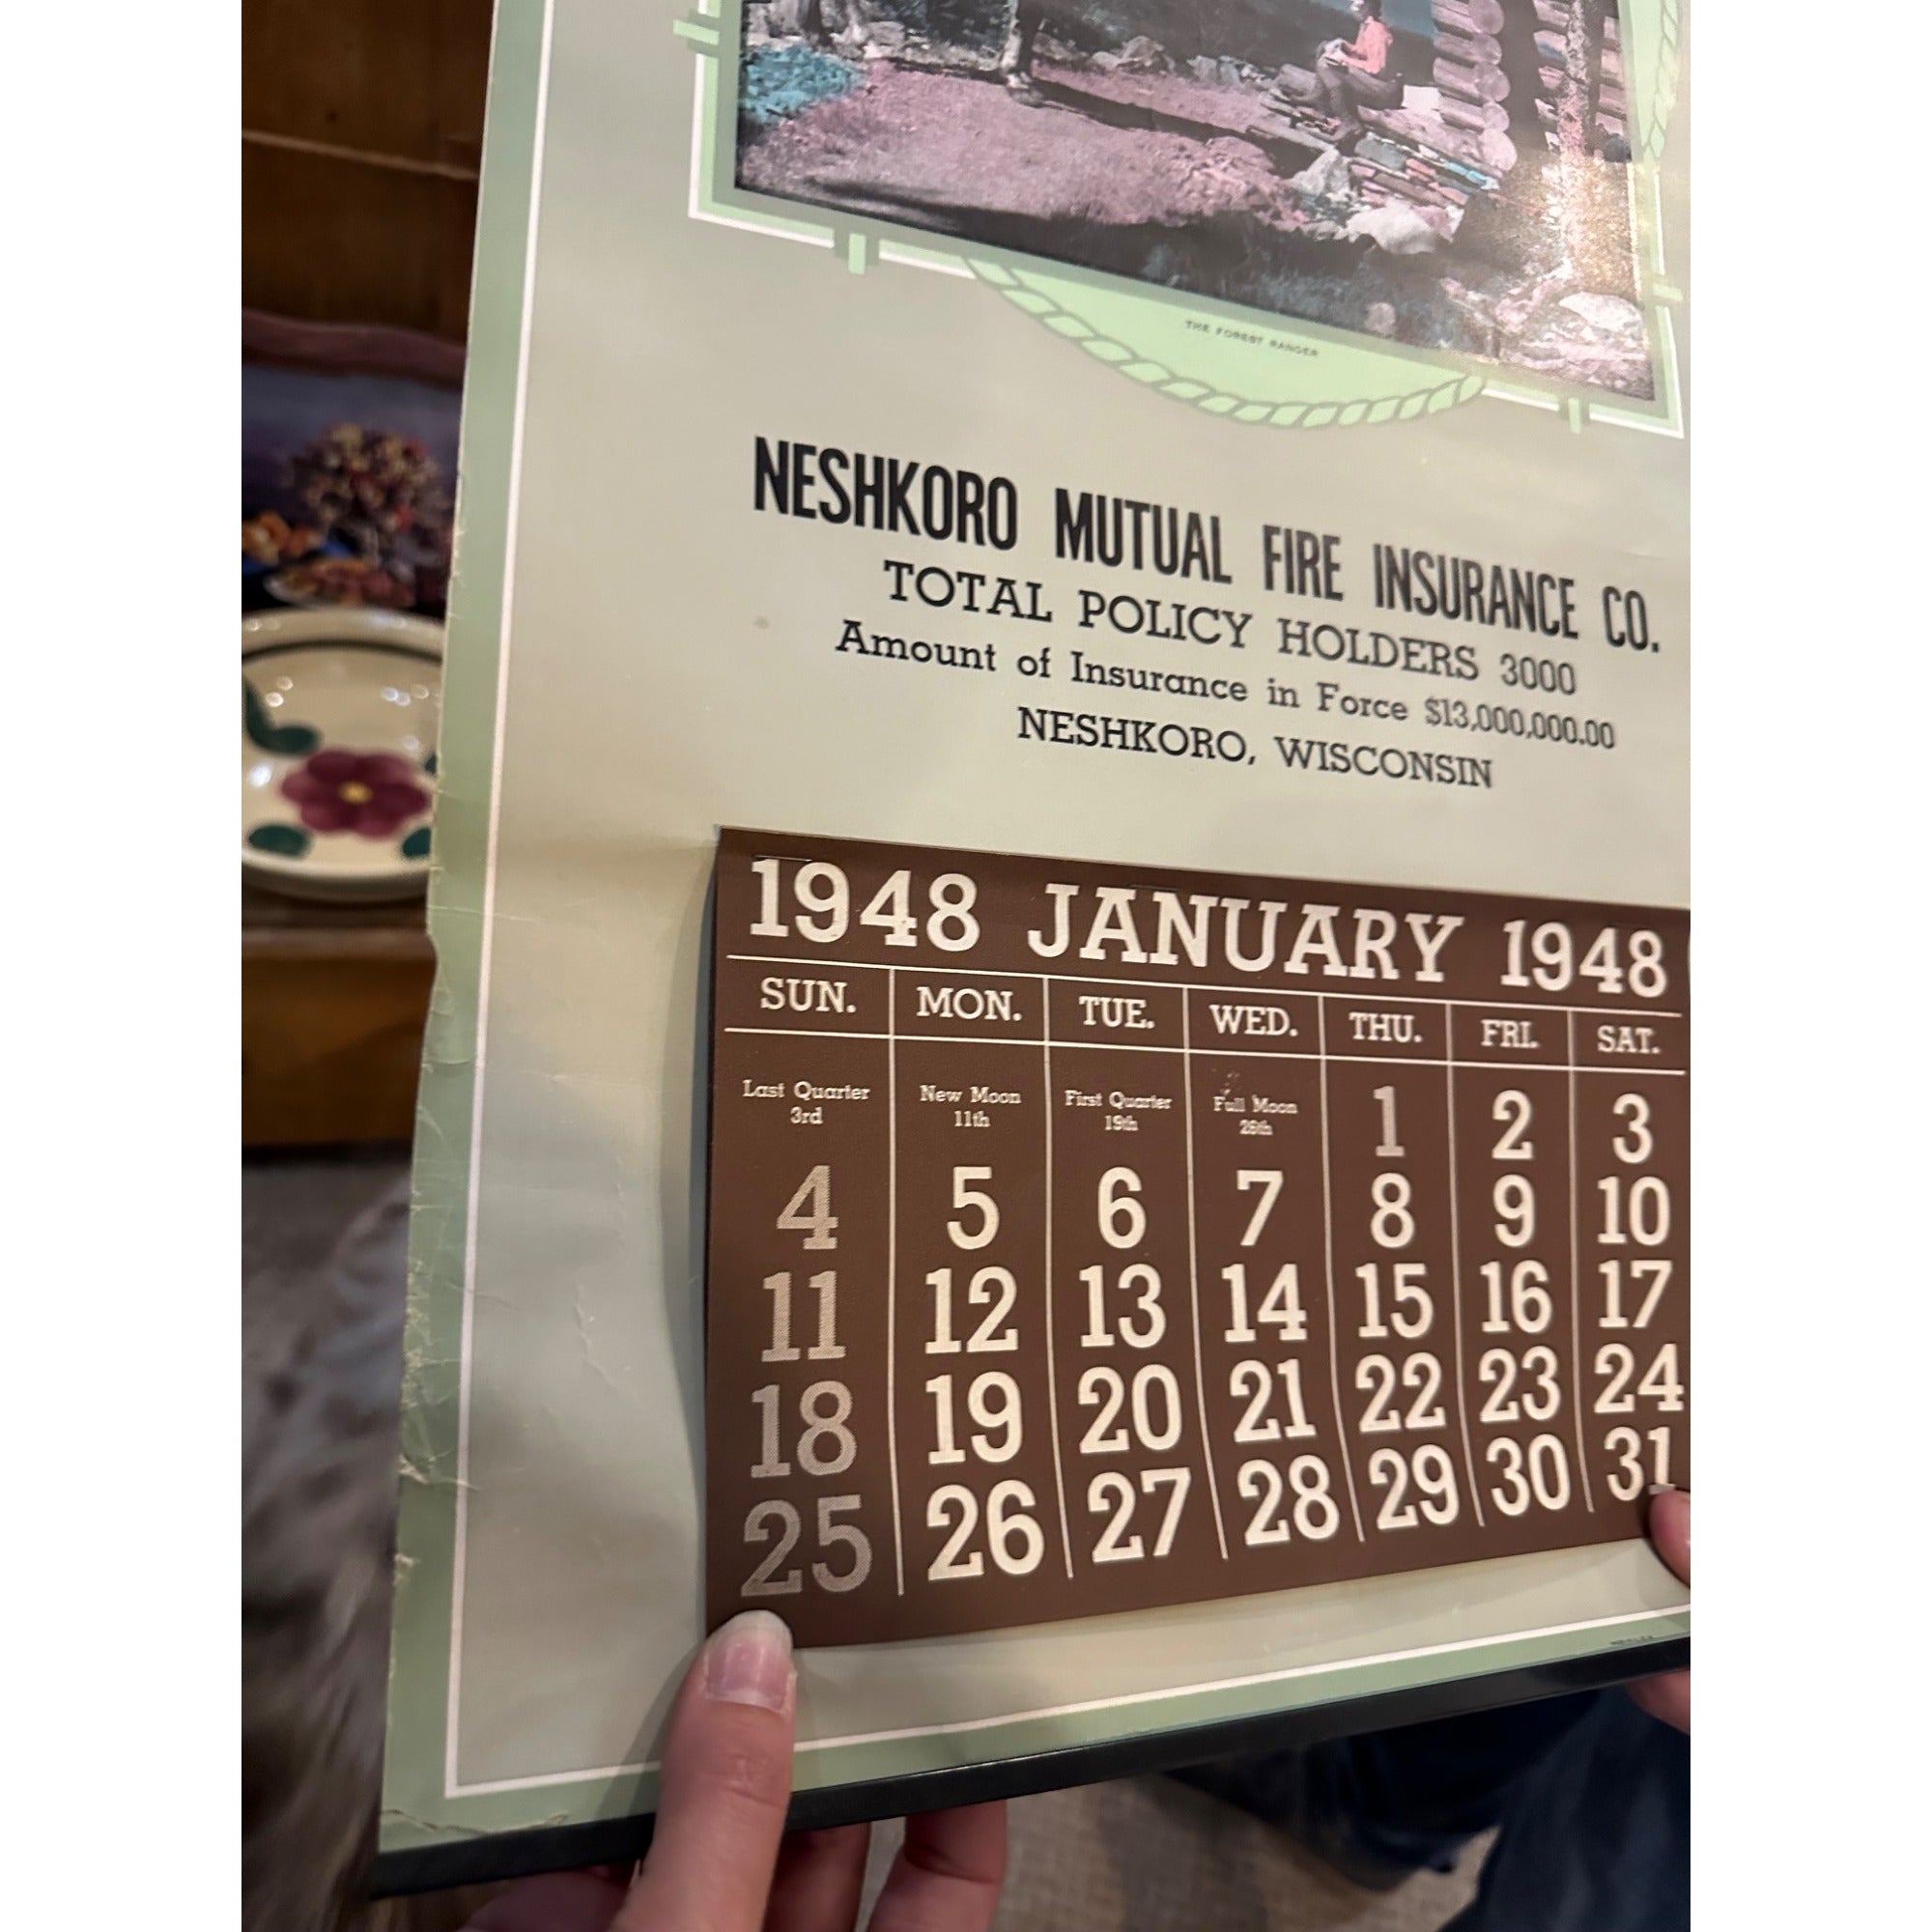 THE FOREST RANGER
NESHKORO MUTUAL FIRE INSURANCE CO.
TOTAL POLICY HOLDERS 3000
Amount of Insurance in Force $13,000,000.00
NESHKORO, WISCONSIN
1948 JANUARY 1948
SUN. MON. TUE. WED. THU. FRI. SAT.
Last Quarter New Moon First Quarter Full Moon
3rd 11th 19th 26th
1 2 3
4 5 6 7 8 9 10
11 12 13 14 15 16 17
18 19 20 21 22 23 24
25 26 27 28 29 30 31